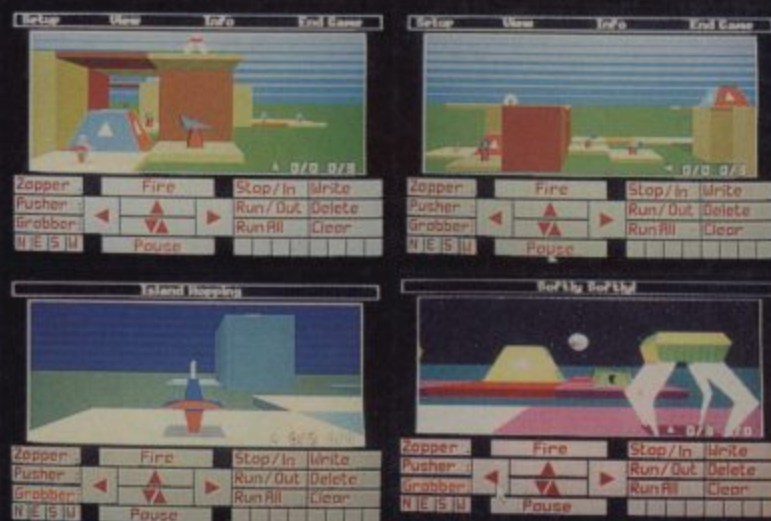 Setup View Info End Game
0/0 0/3
Zapper Fire Stop/In Write
Pusher Run/Out Delete
Grabber Run All Clear
N E S W Pause
Setup View Info End Game
0/0 0/3
Zapper Fire Stop/In Write
Pusher Run/Out Delete
Grabber Run All Clear
N E S W Pause
Island Hopping
Zapper Fire Stop/In Write
Pusher Run/Out Delete
Grabber Run All Clear
N E S W Pause
Softly Softly!
Zapper Fire Stop/In Write
Pusher Run/Out Delete
Grabber Run All Clear
N E S W Pause